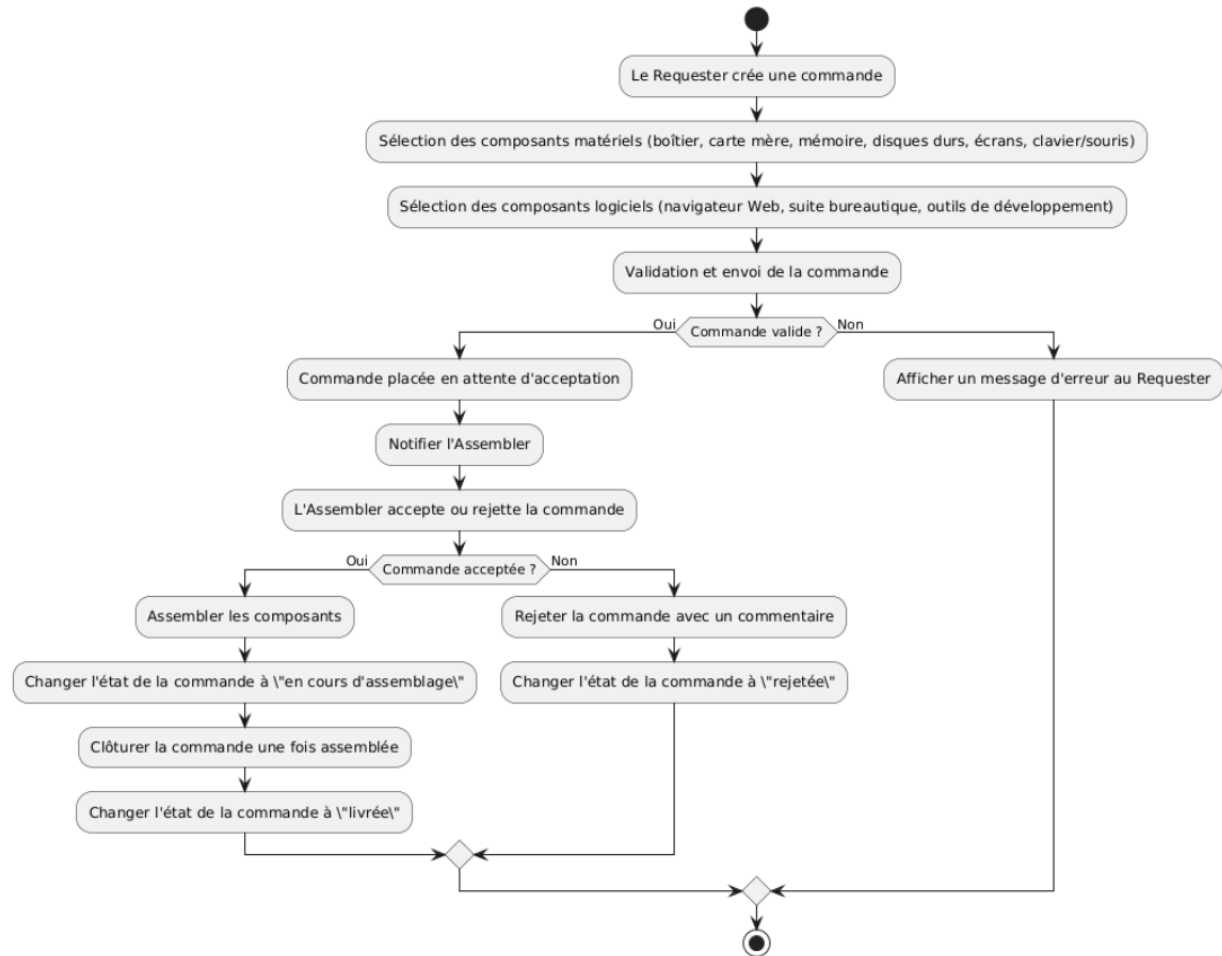 Le Requester crée une commande
Sélection des composants matériels (boîtier, carte mère, mémoire, disques durs, écrans, clavier/souris)
Sélection des composants logiciels (navigateur Web, suite bureautique, outils de développement)
Validation et envoi de la commande
Oui
Commande valide ?
Non
Commande placée en attente d'acceptation
Afficher un message d'erreur au Requester
Notifier l'Assembler
L'Assembler accepte ou rejette la commande
Oui
Commande acceptée ?
Non
Assembler les composants
Rejeter la commande avec un commentaire
Changer l'état de la commande à \"en cours d'assemblage\"
Changer l'état de la commande à \"rejetée\"
Clôturer la commande une fois assemblée
Changer l'état de la commande à \"livrée\"